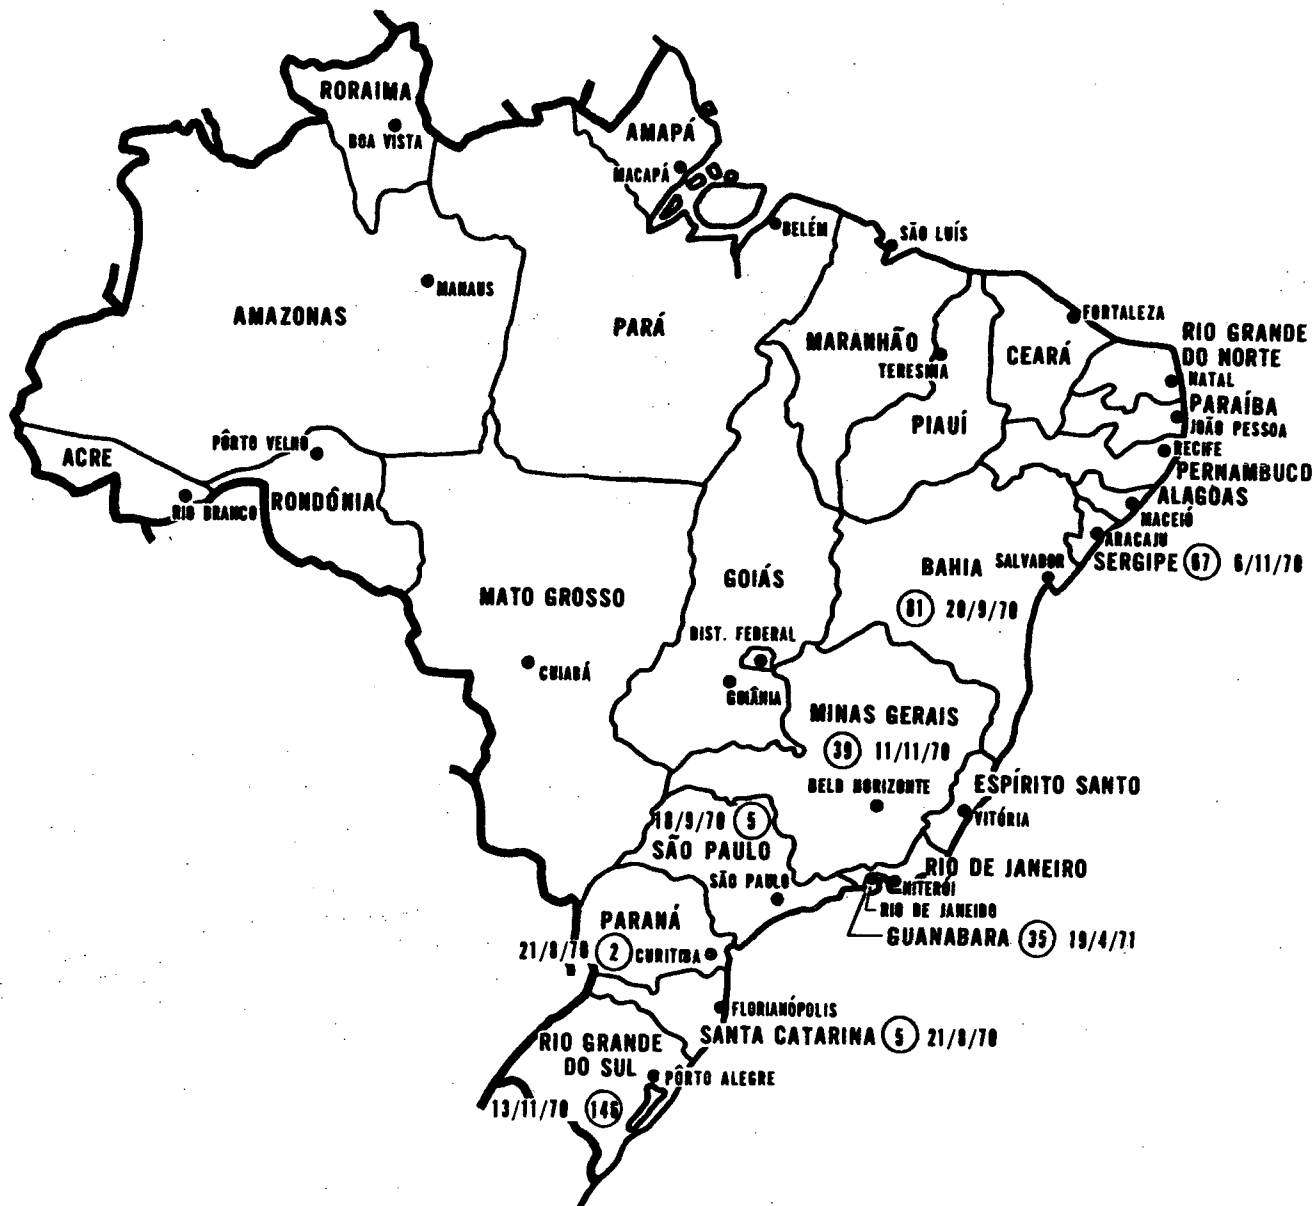 RORAIMA
BOA VISTA
AMAPÁ
MACAPÁ
BELÉM
SÃO LUÍS
MANAUS
AMAZONAS
PARÁ
MARANHÃO
TERESINA
CEARÁ
FORTALEZA
RIO GRANDE
DO NORTE
NATAL
PARAÍBA
JOÃO PESSOA
PIAUÍ
RECIFE
PERNAMBUCO
ALAGOAS
MACEIÓ
ARACAJU
SERGIPE 67 6/11/70
ACRE
PÔRTO VELHO
RIO BRANCO
RONDÔNIA
MATO GROSSO
CUIABÁ
GOIÁS
DIST. FEDERAL
GOIÂNIA
BAHIA
SALVADOR
81 20/9/70
MINAS GERAIS
39 11/11/70
BELO HORIZONTE
ESPÍRITO SANTO
VITÓRIA
18/9/70 5
SÃO PAULO
SÃO PAULO
RIO DE JANEIRO
NITERÓI
RIO DE JANEIRO
GUANABARA 35 19/4/71
PARANÁ
21/8/70 2
CURITIBA
FLORIANÓPOLIS
SANTA CATARINA 5 21/8/70
RIO GRANDE
DO SUL
PÔRTO ALEGRE
13/11/70 146